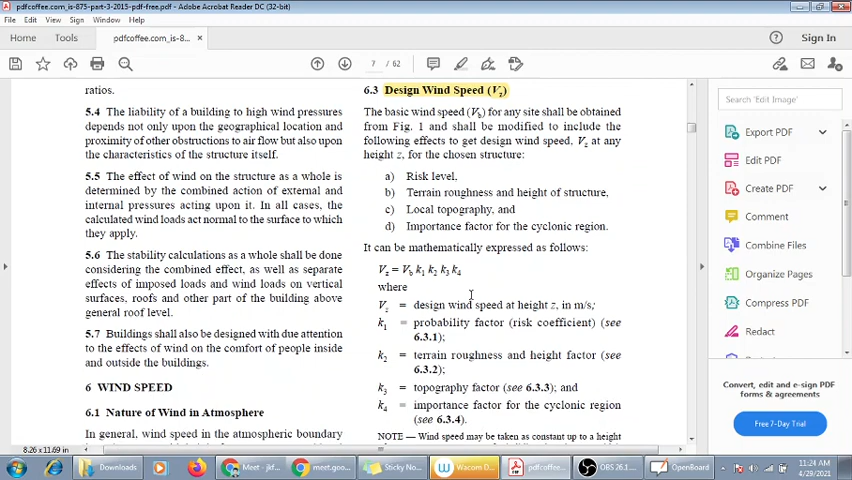 pdfcoffee.com_is-875-part-3-2015-pdf-free.pdf - Adobe Acrobat Reader DC (32-bit)
File Edit View Sign Window Help
Home Tools pdfcoffee.com_is-8... × Sign In
7 / 62
ratios.
5.4 The liability of a building to high wind pressures
depends not only upon the geographical location and
proximity of other obstructions to air flow but also upon
the characteristics of the structure itself.
5.5 The effect of wind on the structure as a whole is
determined by the combined action of external and
internal pressures acting upon it. In all cases, the
calculated wind loads act normal to the surface to which
they apply.
5.6 The stability calculations as a whole shall be done
considering the combined effect, as well as separate
effects of imposed loads and wind loads on vertical
surfaces, roofs and other part of the building above
general roof level.
5.7 Buildings shall also be designed with due attention
to the effects of wind on the comfort of people inside
and outside the buildings.
6 WIND SPEED
6.1 Nature of Wind in Atmosphere
In general, wind speed in the atmospheric boundary
8.26 x 11.69 in
6.3 Design Wind Speed (Vz)
The basic wind speed (Vb) for any site shall be obtained
from Fig. 1 and shall be modified to include the
following effects to get design wind speed, Vz at any
height z, for the chosen structure:
a) Risk level,
b) Terrain roughness and height of structure,
c) Local topography, and
d) Importance factor for the cyclonic region.
It can be mathematically expressed as follows:
Vz = Vb k1 k2 k3 k4
where
Vz = design wind speed at height z, in m/s;
k1 = probability factor (risk coefficient) (see
6.3.1);
k2 = terrain roughness and height factor (see
6.3.2);
k3 = topography factor (see 6.3.3); and
k4 = importance factor for the cyclonic region
(see 6.3.4).
NOTE — Wind speed may be taken as constant up to a height
Search 'Edit Image'
Export PDF
Edit PDF
Create PDF
Comment
Combine Files
Organize Pages
Compress PDF
Redact
Convert, edit and e-sign PDF
forms & agreements
Free 7-Day Trial
Downloads Meet - jkf... meet.goo... Sticky No... Wacom D... pdfcoffee... OBS 26.1... OpenBoard
11:24 AM
4/29/2021